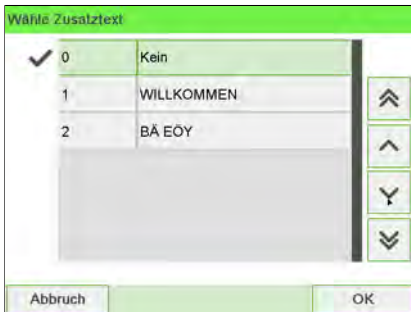 Wähle Zusatztext
0 Kein
1 WILLKOMMEN
2 BÄ EÖY
Abbruch OK